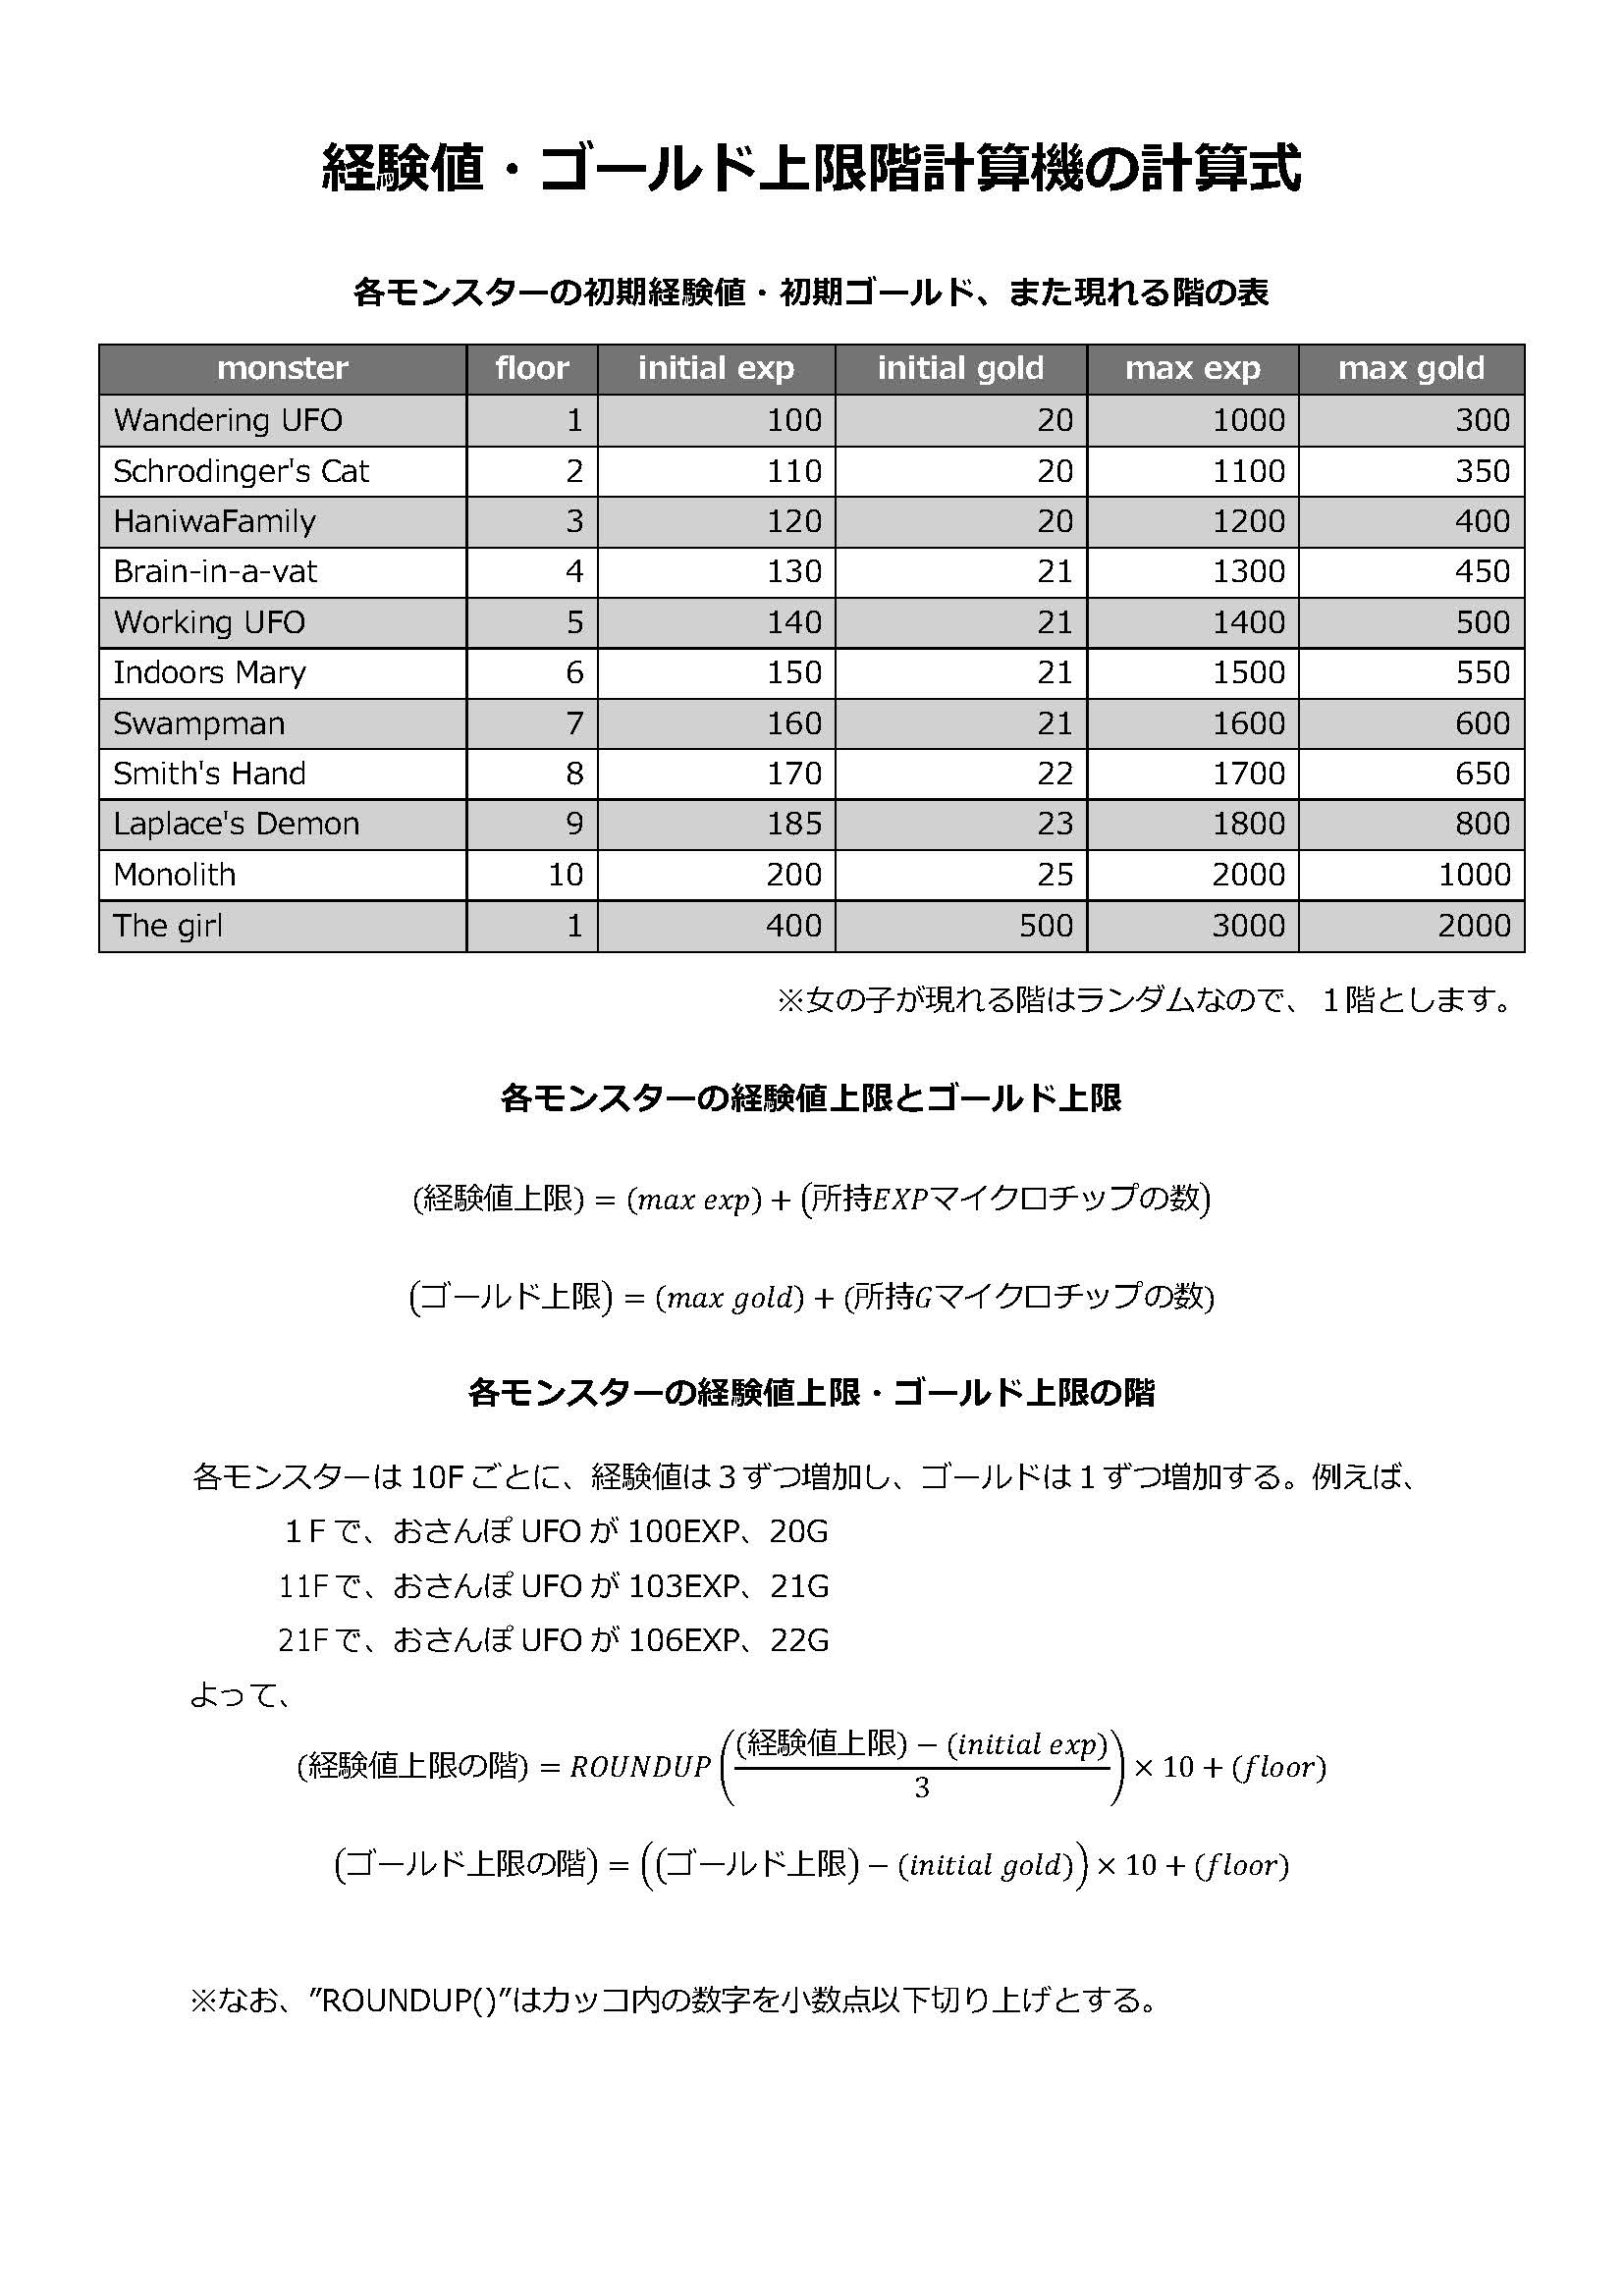 経験値・ゴールド上限階計算機の計算式
各モンスターの初期経験値・初期ゴールド、また現れる階の表
monster floor initial exp initial gold max exp max gold
Wandering UFO 1 100 20 1000 300
Schrodinger's Cat 2 110 20 1100 350
HaniwaFamily 3 120 20 1200 400
Brain-in-a-vat 4 130 21 1300 450
Working UFO 5 140 21 1400 500
Indoors Mary 6 150 21 1500 550
Swampman 7 160 21 1600 600
Smith's Hand 8 170 22 1700 650
Laplace's Demon 9 185 23 1800 800
Monolith 10 200 25 2000 1000
The girl 1 400 500 3000 2000
※女の子が現れる階はランダムなので、１階とします。
各モンスターの経験値上限とゴールド上限
(経験値上限) = (max exp) + (所持EXPマイクロチップの数)
(ゴールド上限) = (max gold) + (所持Gマイクロチップの数)
各モンスターの経験値上限・ゴールド上限の階
各モンスターは 10F ごとに、経験値は３ずつ増加し、ゴールドは１ずつ増加する。例えば、
１F で、おさんぽ UFO が 100EXP、20G
11F で、おさんぽ UFO が 103EXP、21G
21F で、おさんぽ UFO が 106EXP、22G
よって、
(経験値上限の階) = ROUNDUP(((経験値上限) − (initial exp))/3) × 10 + (floor)
(ゴールド上限の階) = ((ゴールド上限) − (initial gold)) × 10 + (floor)
※なお、”ROUNDUP()”はカッコ内の数字を小数点以下切り上げとする。